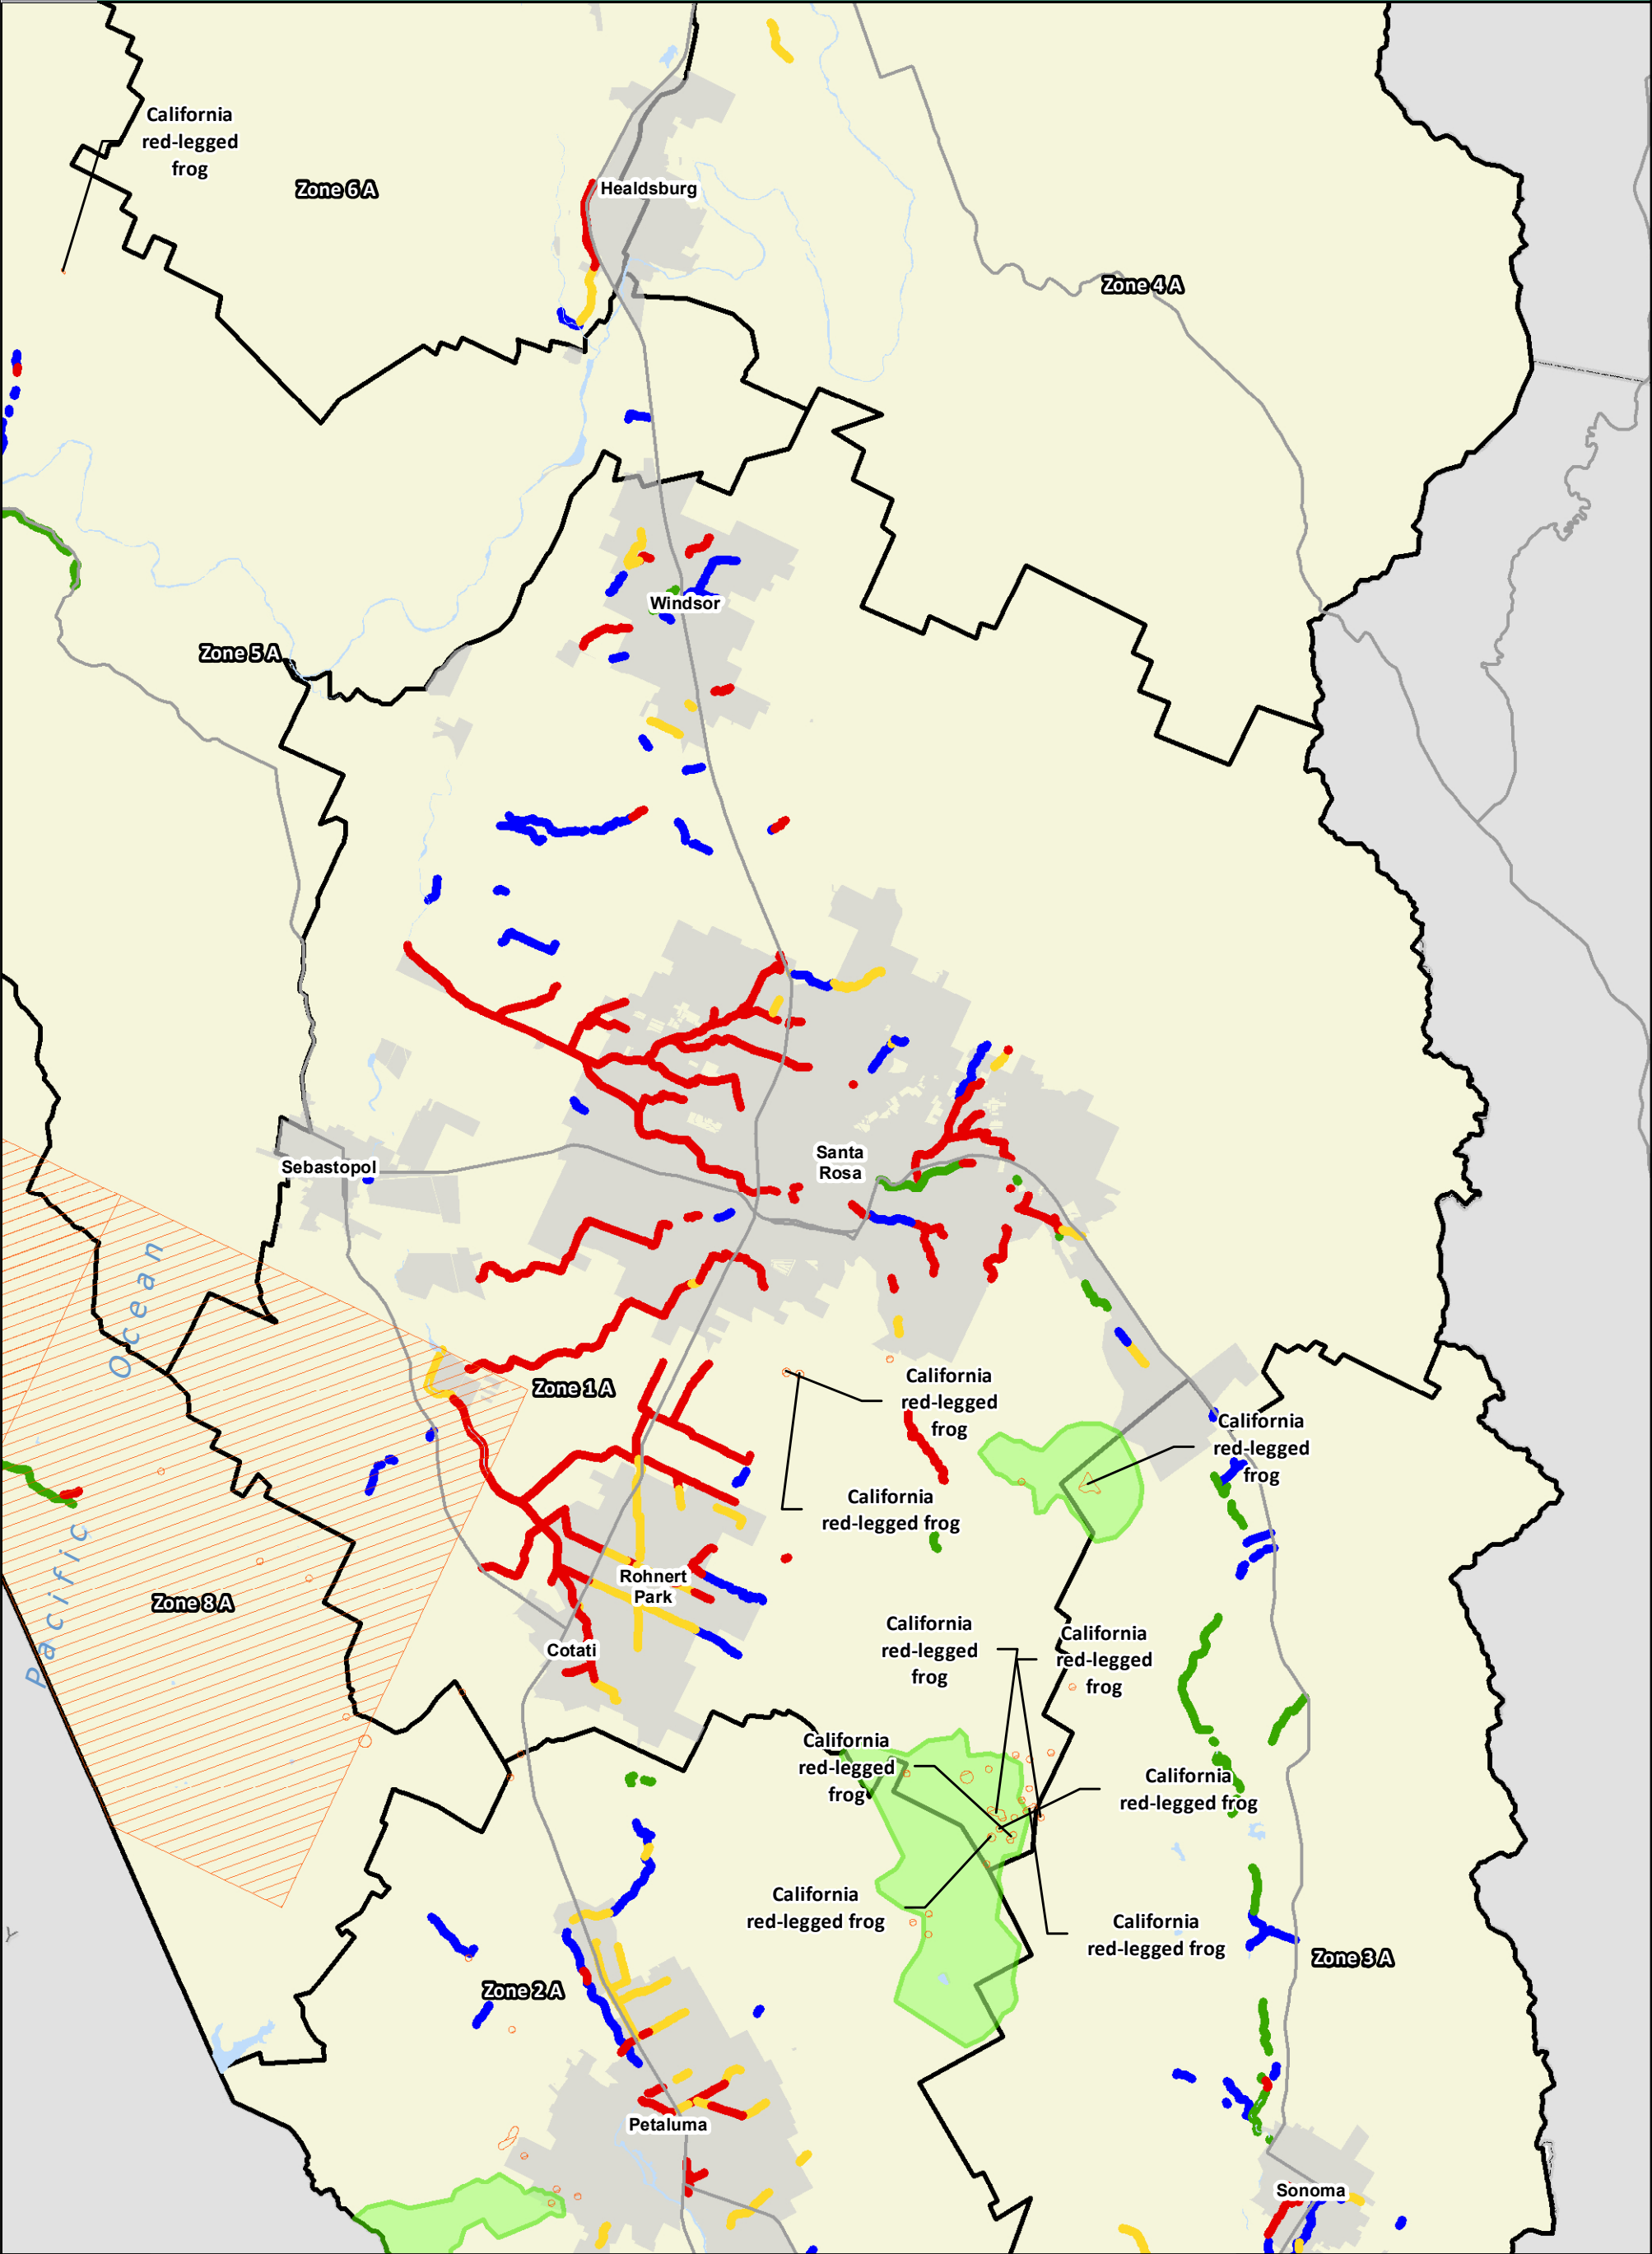 California
red-legged
frog
Zone 6 A
Healdsburg
Zone 4 A
Windsor
Zone 5 A
Santa
Rosa
Sebastopol
Ocean
Zone 1 A
California
red-legged
frog
California
red-legged
frog
California
red-legged frog
Pacific
Rohnert
Park
Zone 8 A
Cotati
California
red-legged
frog
California
red-legged
frog
California
red-legged
frog
California
red-legged frog
California
red-legged frog
California
red-legged frog
Zone 3 A
Zone 2 A
Petaluma
Sonoma